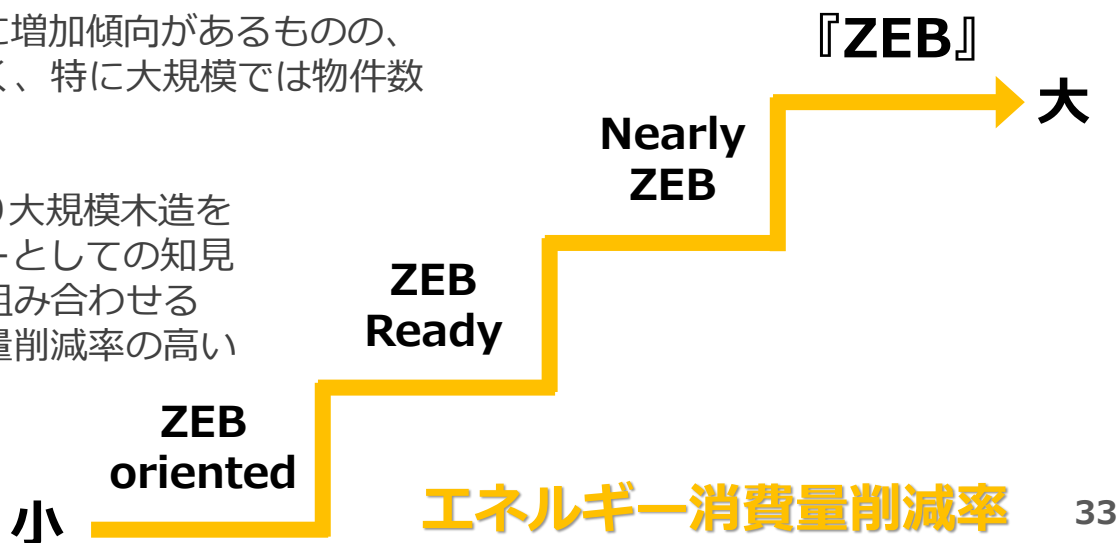 に増加傾向があるものの、
く、特に大規模では物件数
大規模木造を
ーとしての知見
組み合わせる
量削減率の高い
『ZEB』
大
Nearly
ZEB
ZEB
Ready
ZEB
oriented
小
エネルギー消費量削減率
33